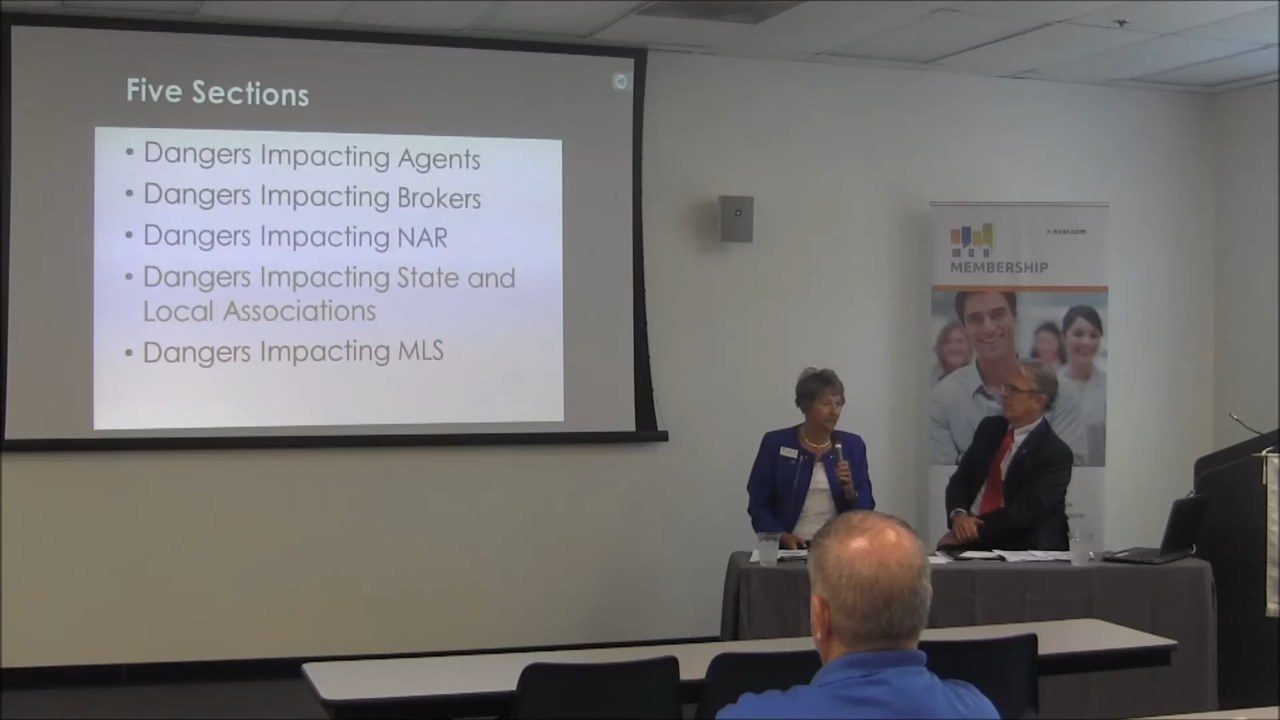 Five Sections
• Dangers Impacting Agents
• Dangers Impacting Brokers
• Dangers Impacting NAR
• Dangers Impacting State and
Local Associations
• Dangers Impacting MLS
MEMBERSHIP